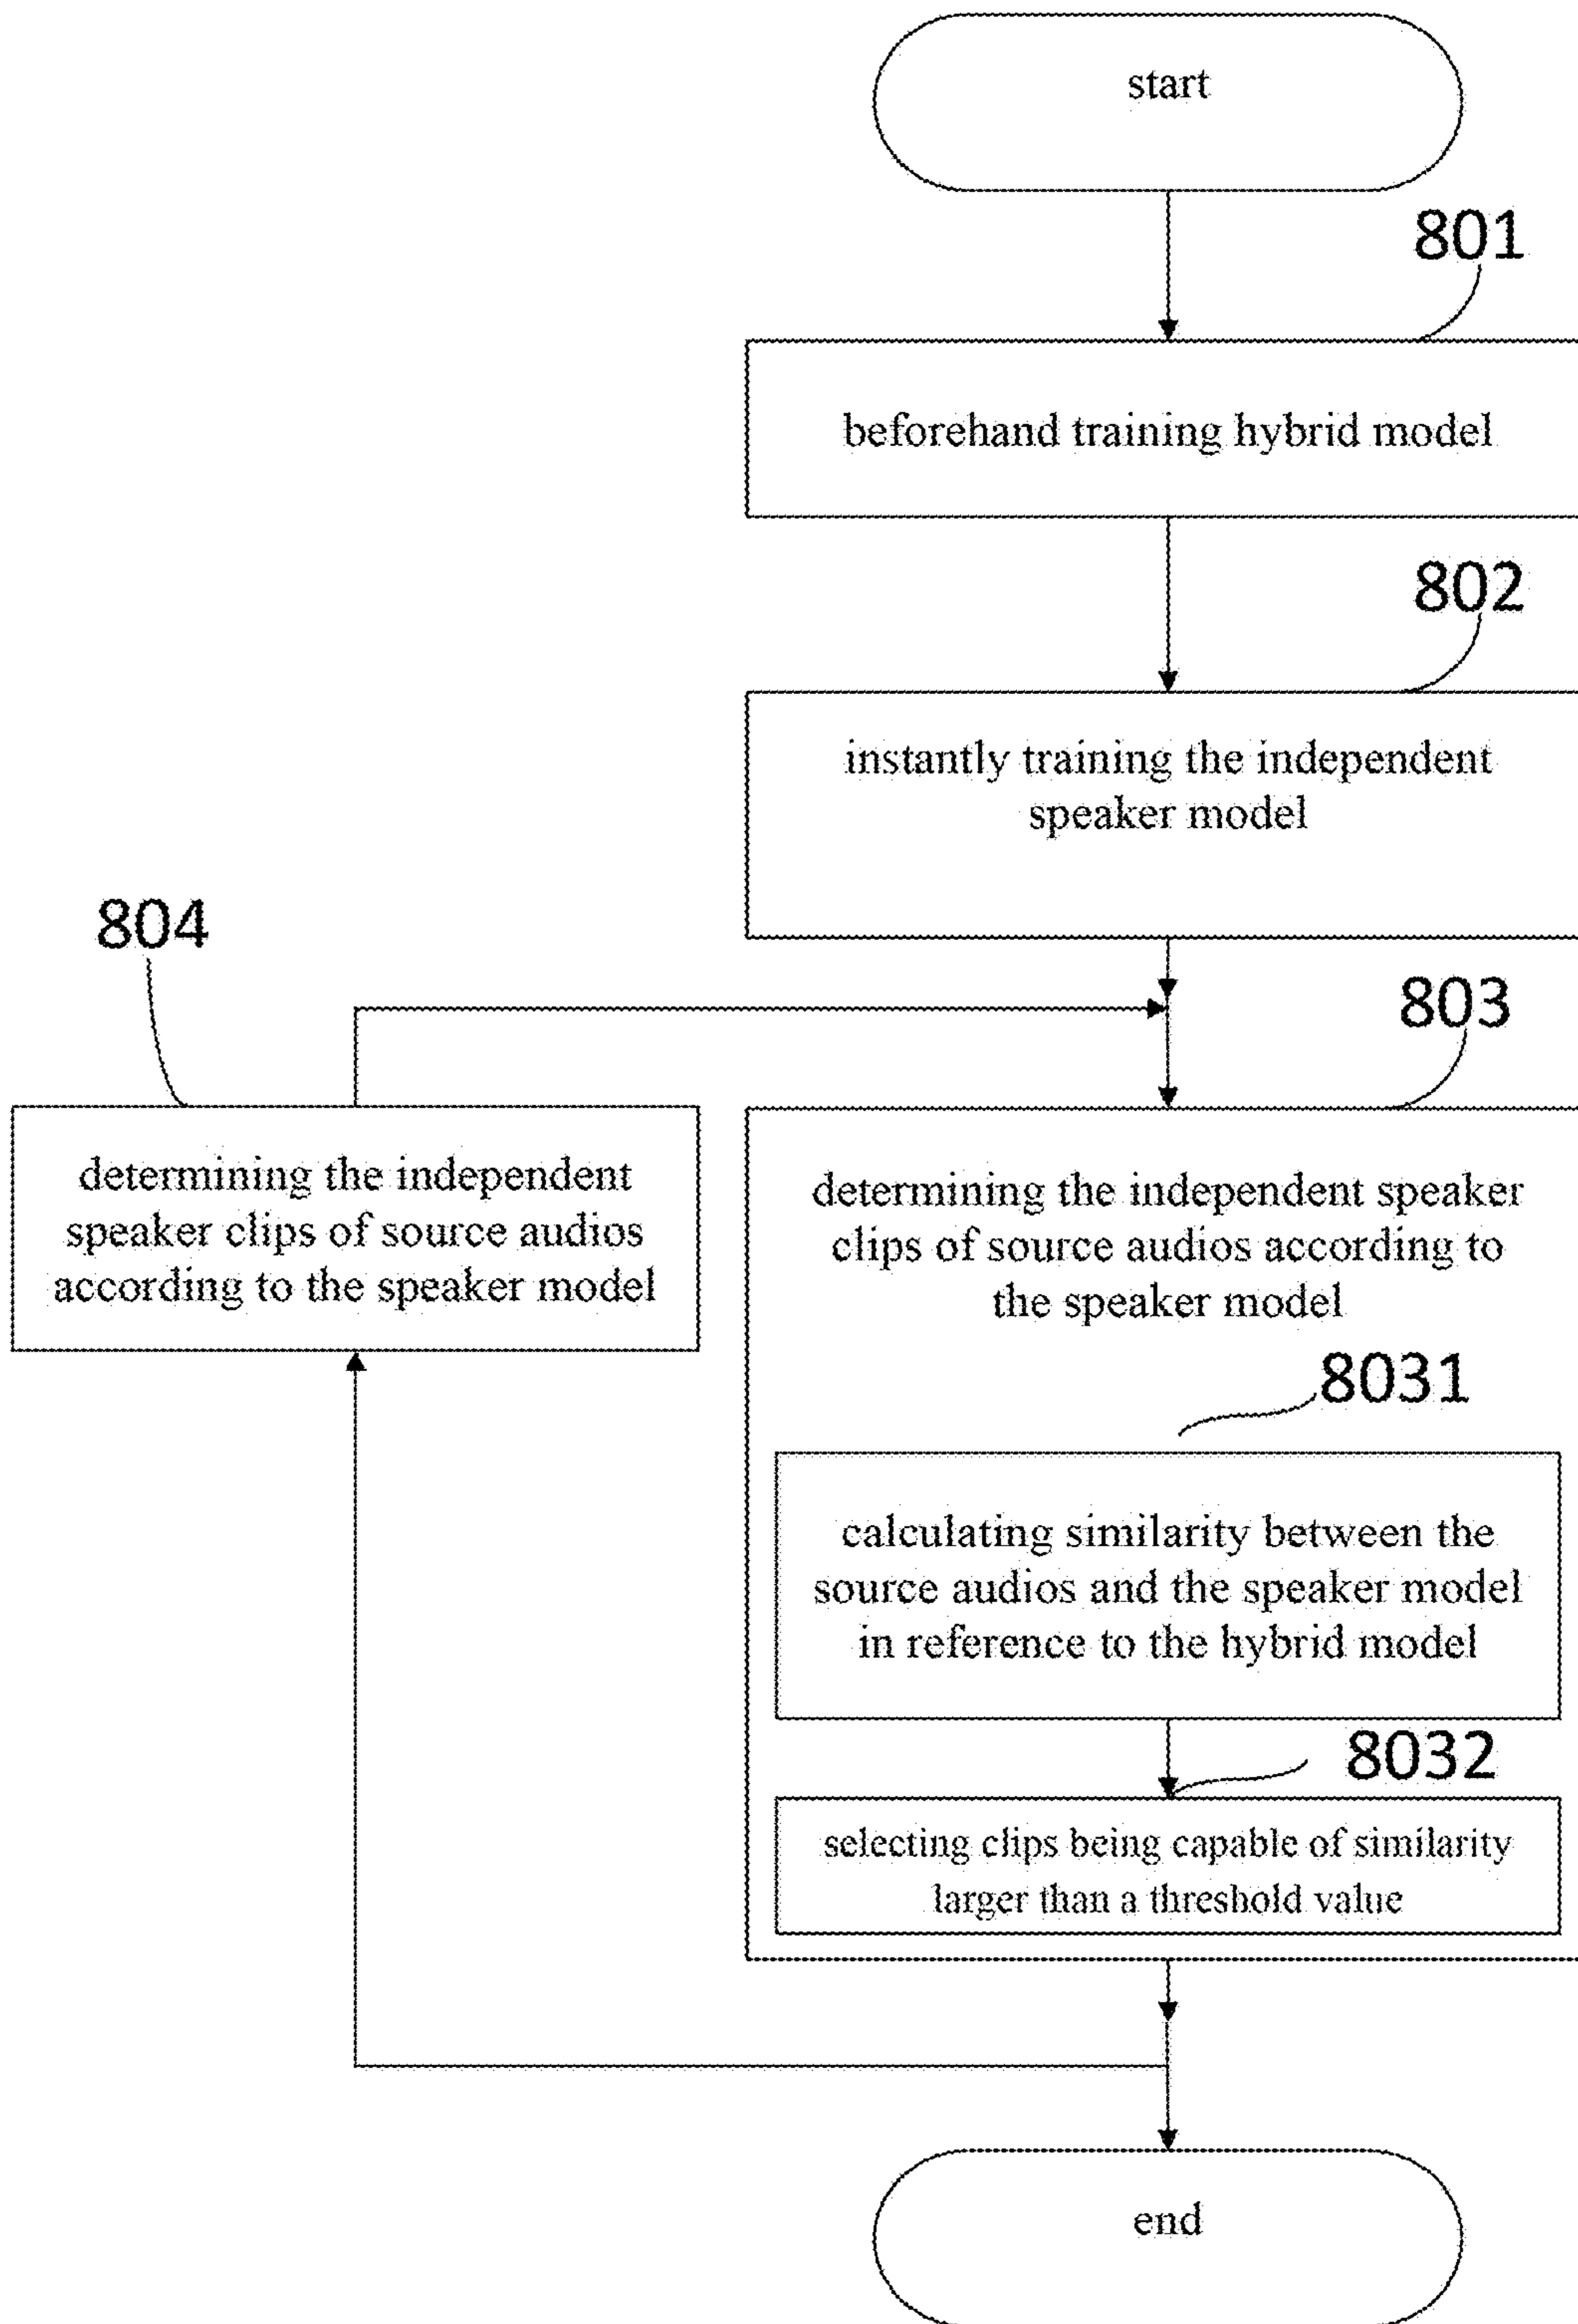 start
801
beforehand training hybrid model
802
instantly training the independent
speaker model
804
803
determining the independent
speaker clips of source audios
according to the speaker model
determining the independent speaker
clips of source audios according to
the speaker model
8031
calculating similarity between the
source audios and the speaker model
in reference to the hybrid model
8032
selecting clips being capable of similarity
larger than a threshold value
end